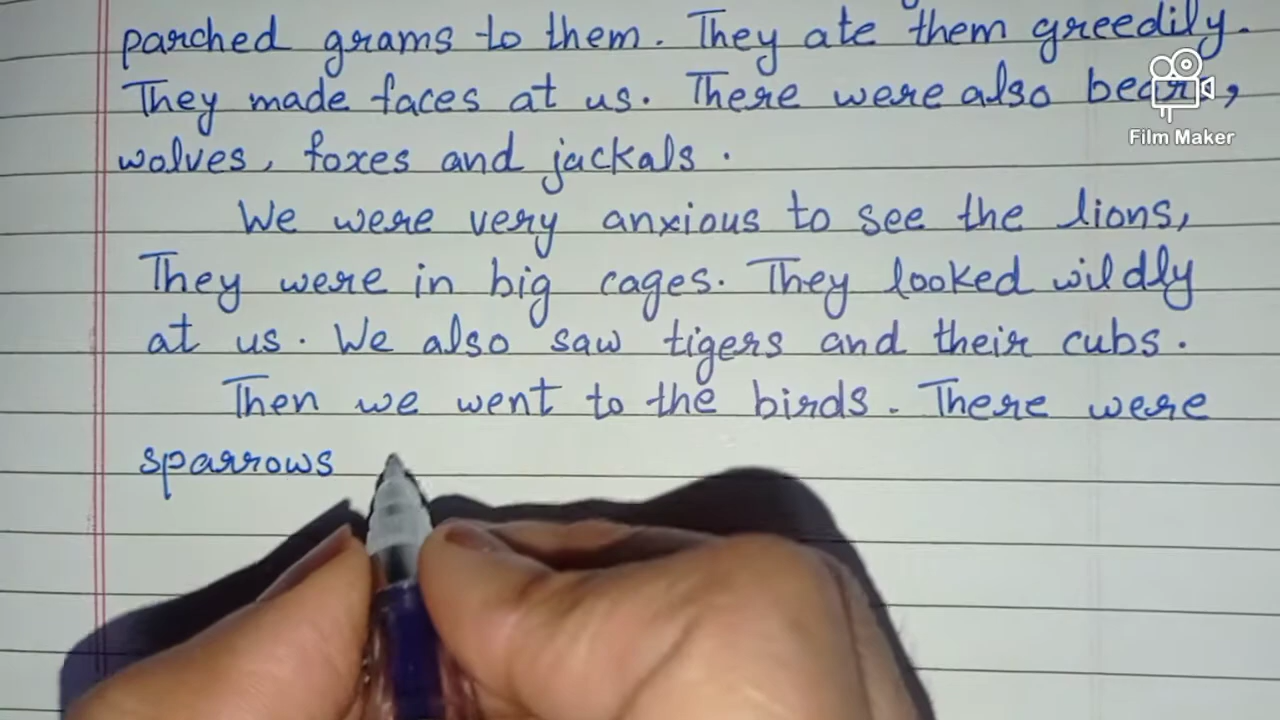 parched grams to them. They ate them greedily.
They made faces at us. There were also bears,
wolves, foxes and jackals.
We were very anxious to see the lions,
They were in big cages. They looked wildly
at us. We also saw tigers and their cubs.
Then we went to the birds. There were
sparrows
Film Maker